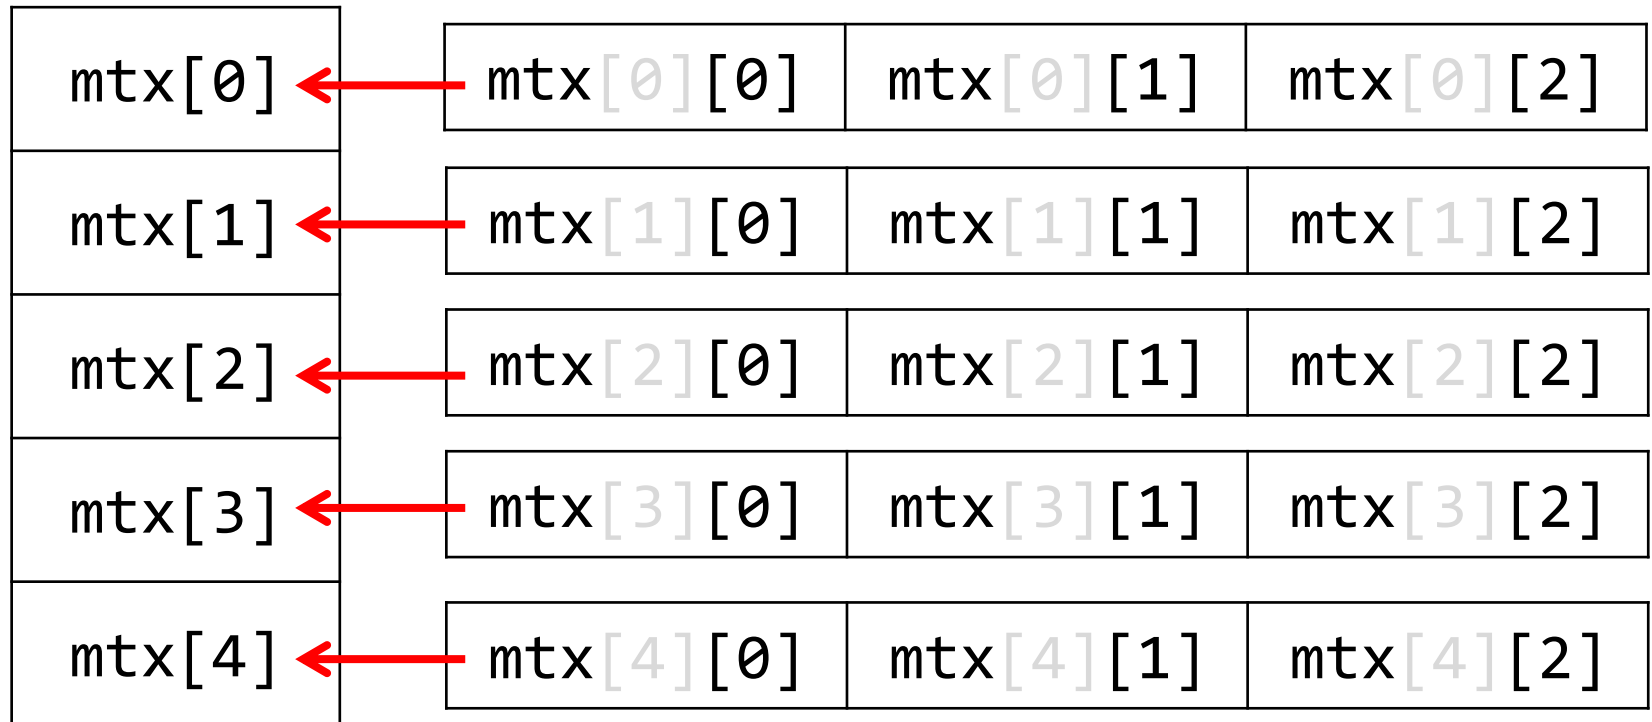 mtx[0] mtx[0][0] mtx[0][1] mtx[0][2]
mtx[1] mtx[1][0] mtx[1][1] mtx[1][2]
mtx[2] mtx[2][0] mtx[2][1] mtx[2][2]
mtx[3] mtx[3][0] mtx[3][1] mtx[3][2]
mtx[4] mtx[4][0] mtx[4][1] mtx[4][2]